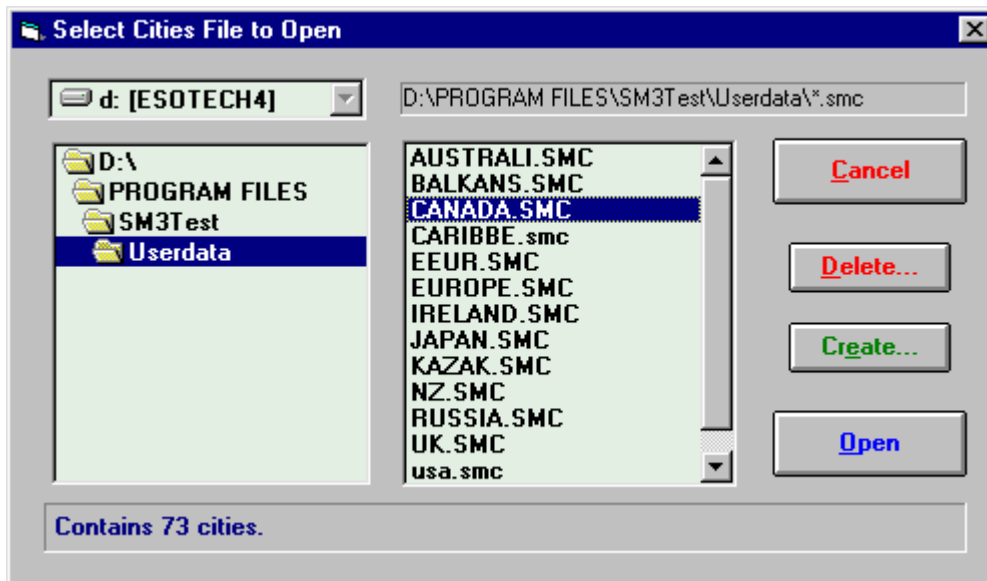 Select Cities File to Open
d: [ESOTECH4]
D:\PROGRAM FILES\SM3Test\Userdata\*.smc
D:\
PROGRAM FILES
SM3Test
Userdata
AUSTRALI.SMC
BALKANS.SMC
CANADA.SMC
CARIBBE.smc
EEUR.SMC
EUROPE.SMC
IRELAND.SMC
JAPAN.SMC
KAZAK.SMC
NZ.SMC
RUSSIA.SMC
UK.SMC
usa.smc
Cancel
Delete...
Create...
Open
Contains 73 cities.